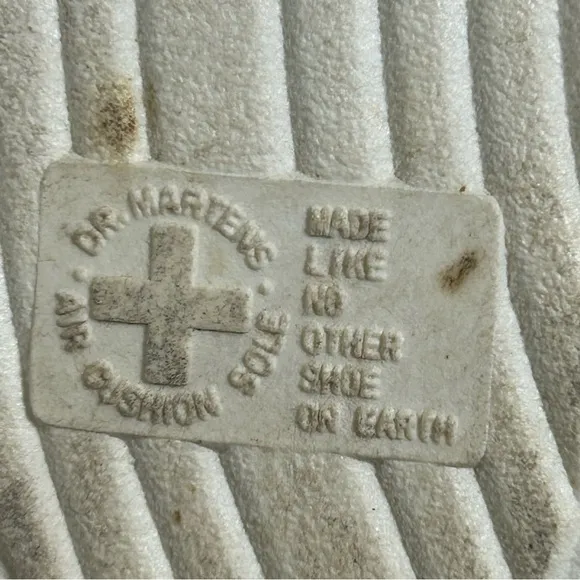 DR. MARTENS
AIR CUSHION SOLE
MADE
LIKE
NO
OTHER
SHOE
ON EARTH